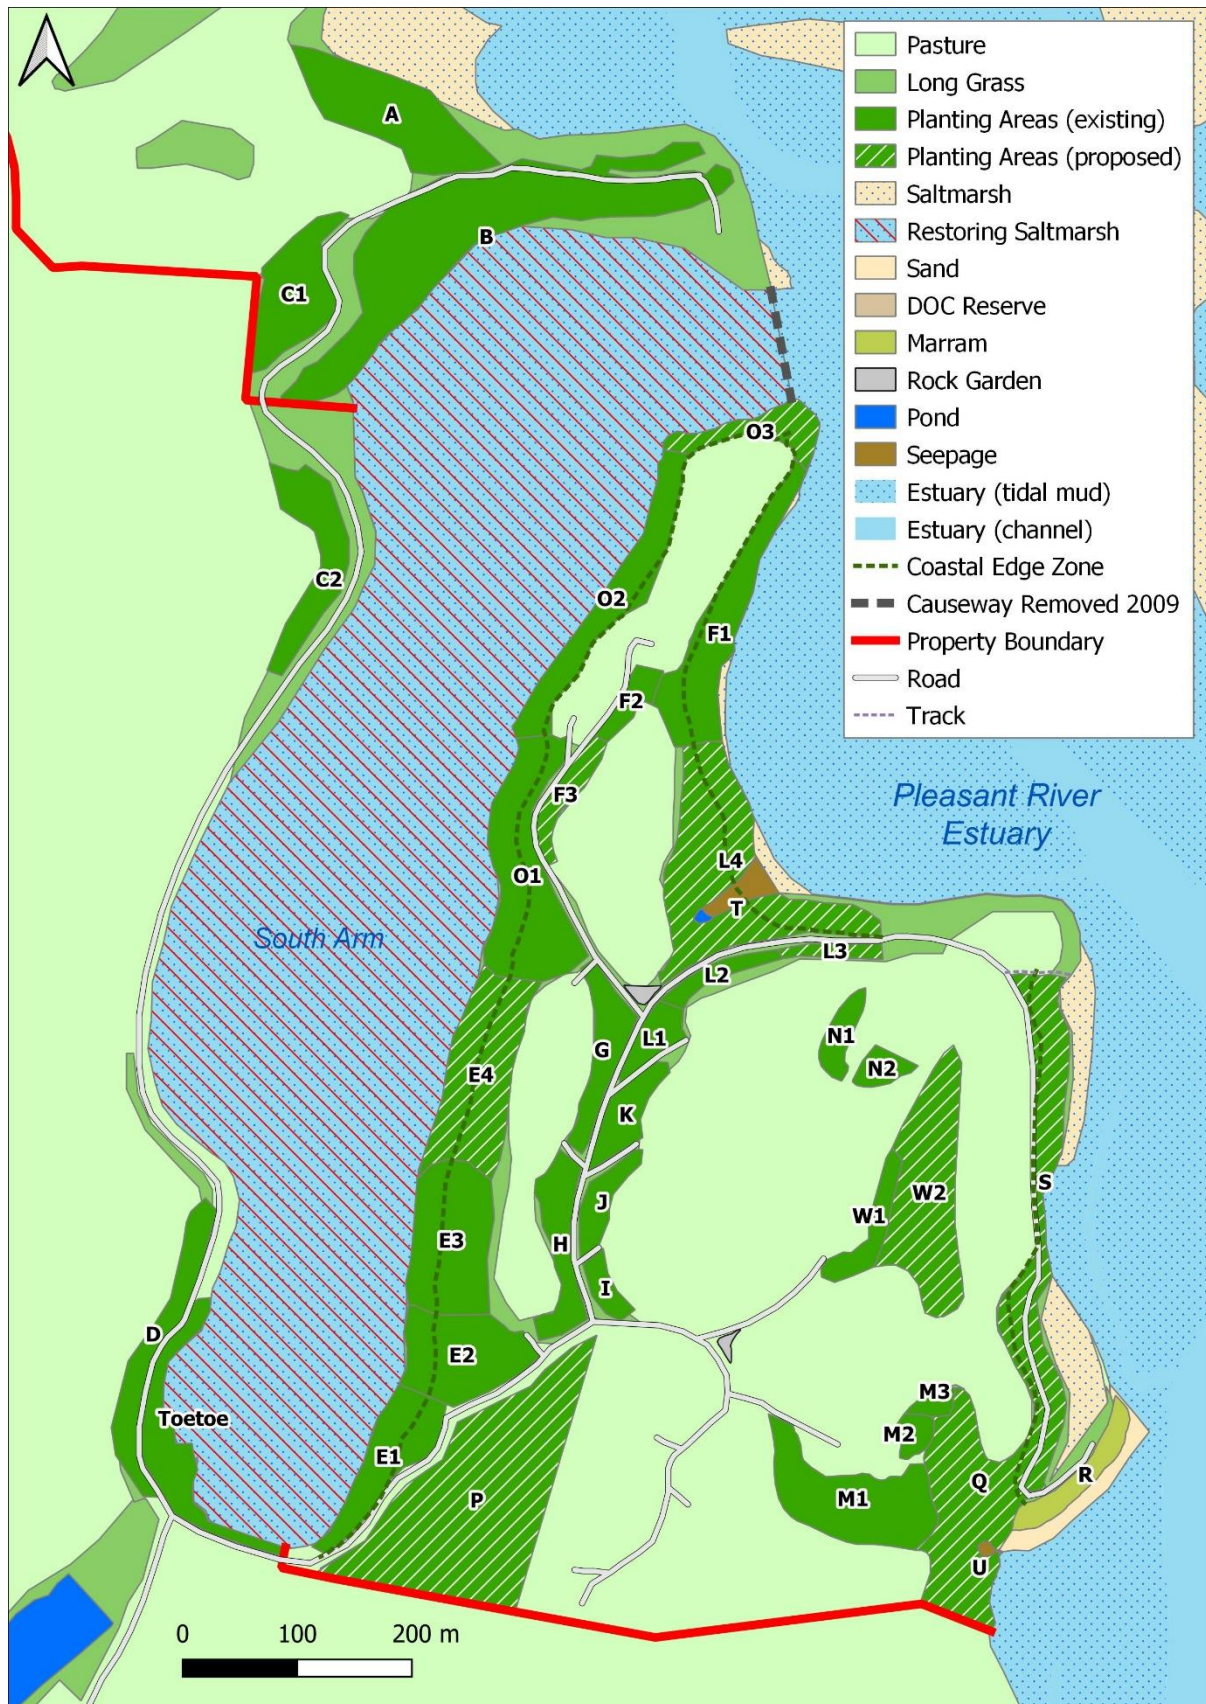 Pasture
Long Grass
Planting Areas (existing)
Planting Areas (proposed)
Saltmarsh
Restoring Saltmarsh
Sand
DOC Reserve
Marram
Rock Garden
Pond
Seepage
Estuary (tidal mud)
Estuary (channel)
Coastal Edge Zone
Causeway Removed 2009
Property Boundary
Road
Track
A
B
C1
O3
C2
O2
F1
F2
F3
Pleasant River
Estuary
L4
O1
T
South Arm
L3
L2
N1
L1
G
N2
E4
K
S
W2
J
W1
E3
H
I
D
E2
M3
Toetoe
M2
E1
R
Q
P
M1
U
0 100 200 m